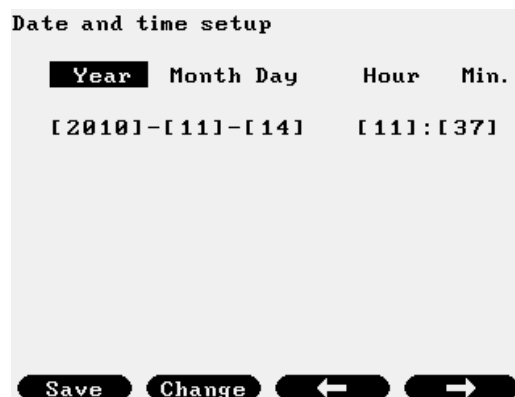 Date and time setup
Year Month Day Hour Min.
[2010]-[11]-[14] [11]:[37]
Save Change ← →